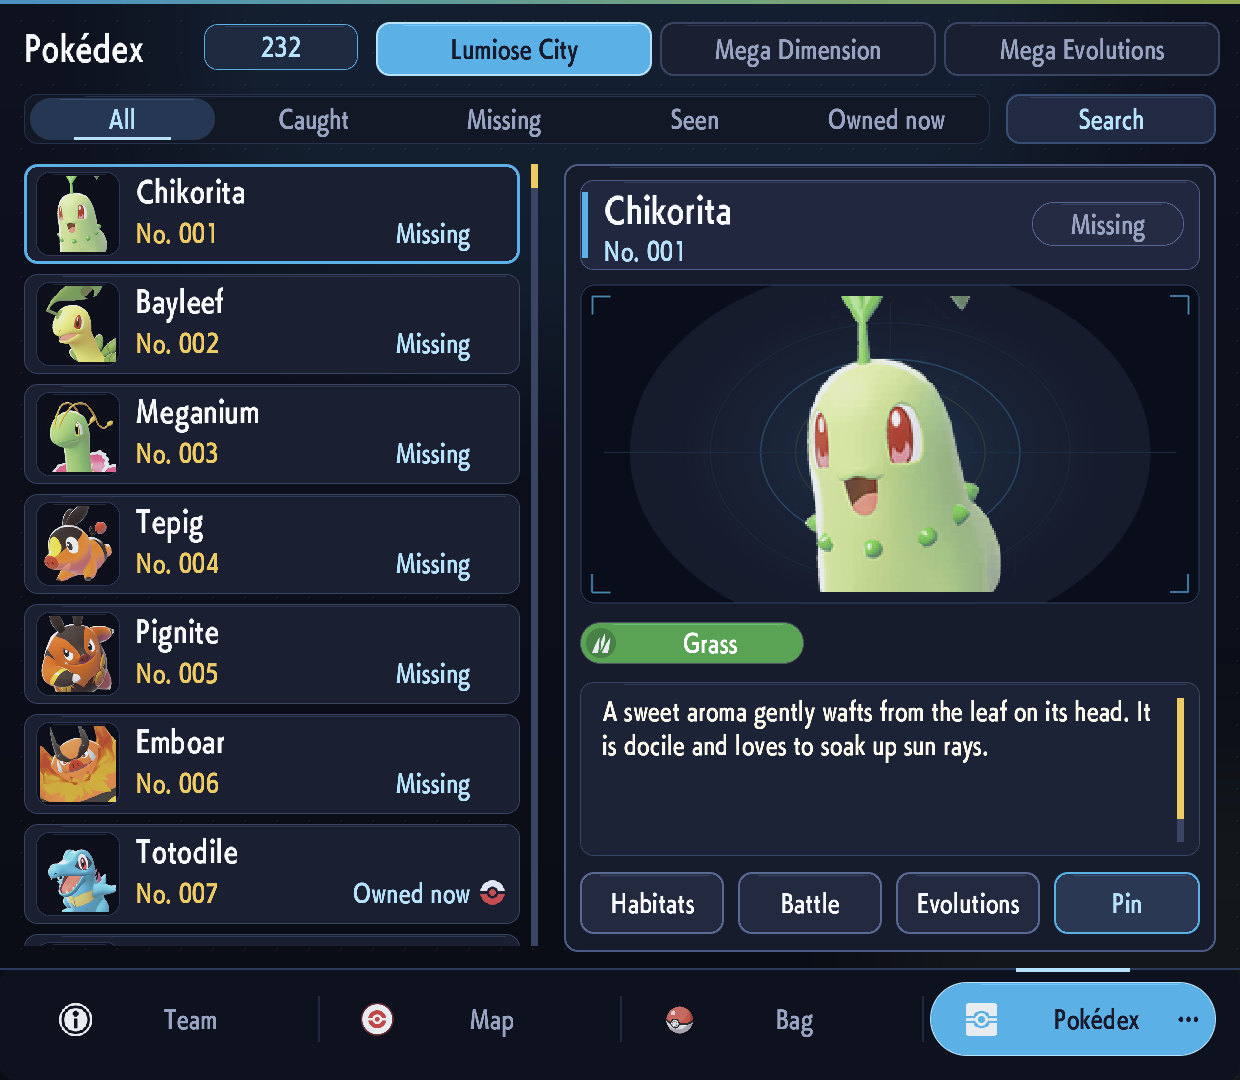 Pokédex
232
Lumiose City
Mega Dimension
Mega Evolutions
All
Caught
Missing
Seen
Owned now
Search
Chikorita
No. 001
Missing
Bayleef
No. 002
Missing
Meganium
No. 003
Missing
Tepig
No. 004
Missing
Pignite
No. 005
Missing
Emboar
No. 006
Missing
Totodile
No. 007
Owned now
Chikorita
No. 001
Missing
Grass
A sweet aroma gently wafts from the leaf on its head. It
is docile and loves to soak up sun rays.
Habitats
Battle
Evolutions
Pin
Team
Map
Bag
Pokédex
...